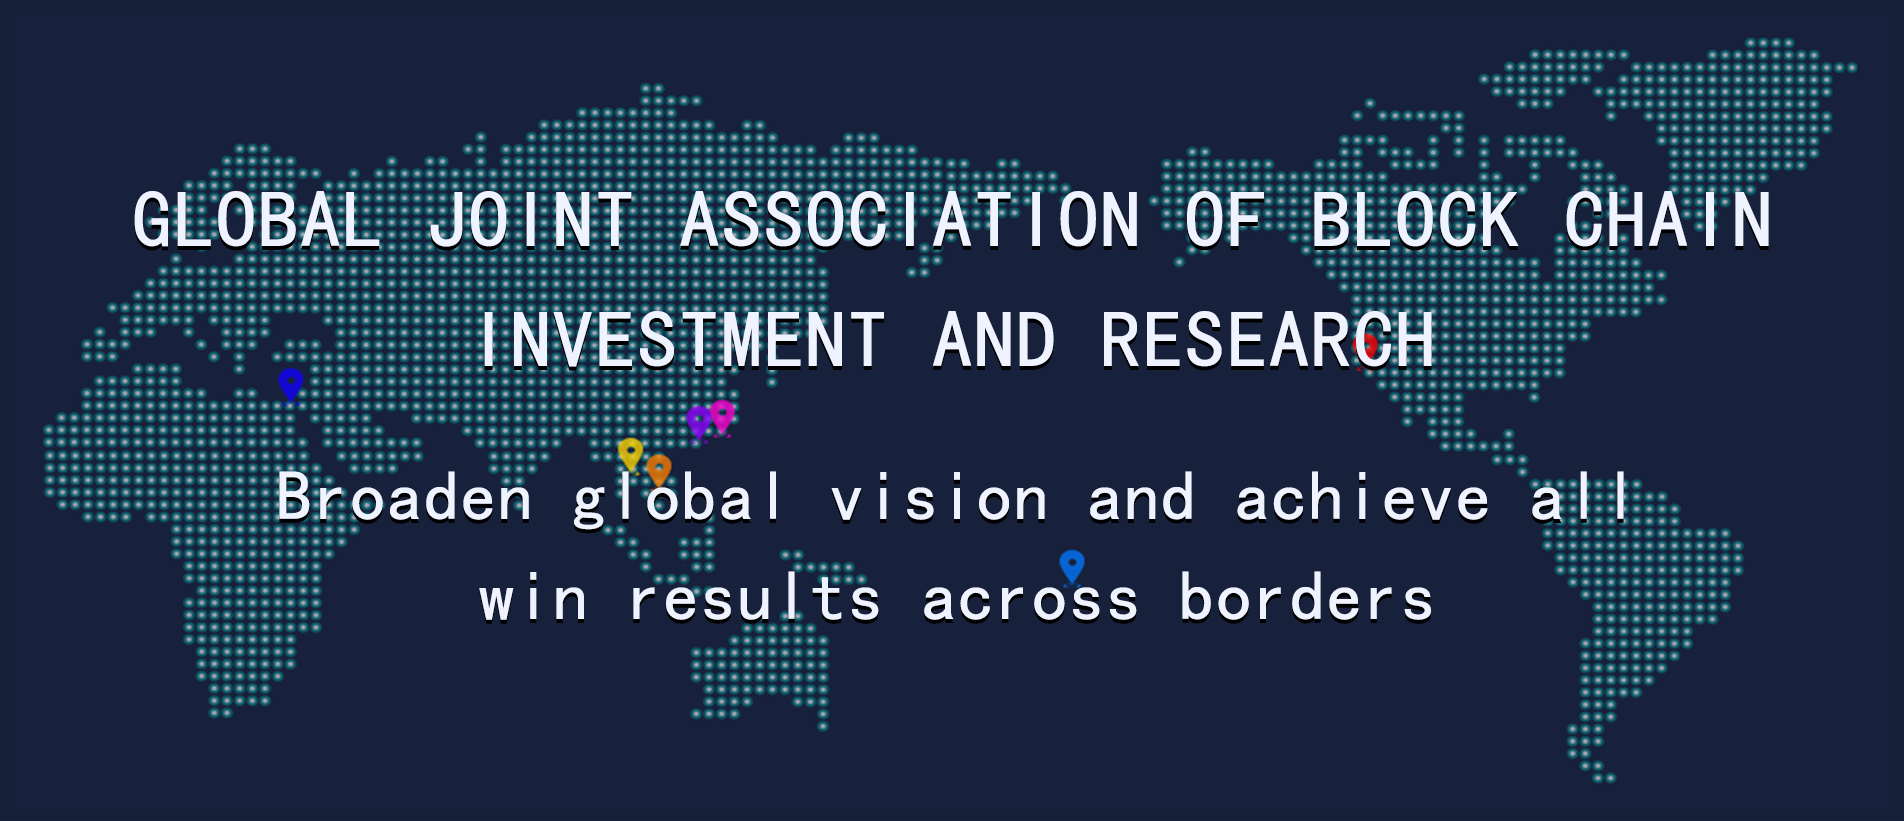 GLOBAL JOINT ASSOCIATION OF BLOCK CHAIN
INVESTMENT AND RESEARCH
Broaden global vision and achieve all
win results across borders